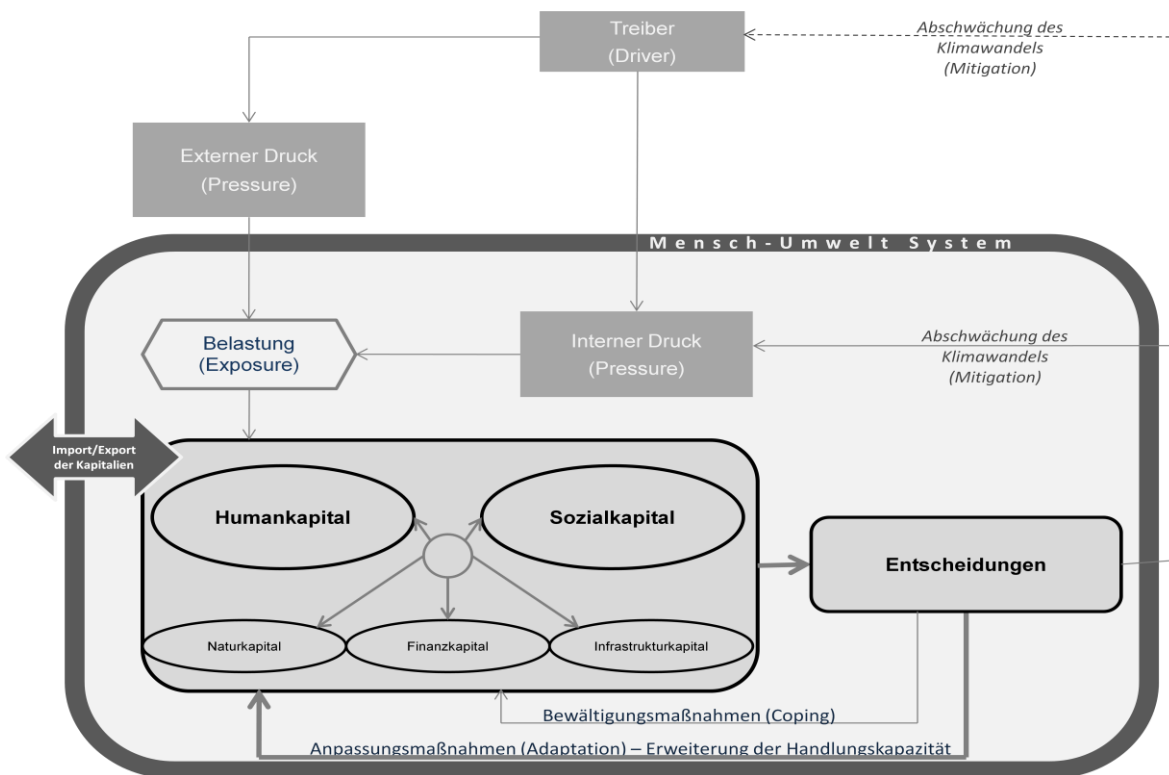 Treiber
(Driver)
Abschwächung des
Klimawandels
(Mitigation)
Externer Druck
(Pressure)
Mensch-Umwelt System
Belastung
(Exposure)
Interner Druck
(Pressure)
Abschwächung des
Klimawandels
(Mitigation)
Import/Export
der Kapitalien
Humankapital
Sozialkapital
Entscheidungen
Naturkapital
Finanzkapital
Infrastrukturkapital
Bewältigungsmaßnahmen (Coping)
Anpassungsmaßnahmen (Adaptation) – Erweiterung der Handlungskapazität